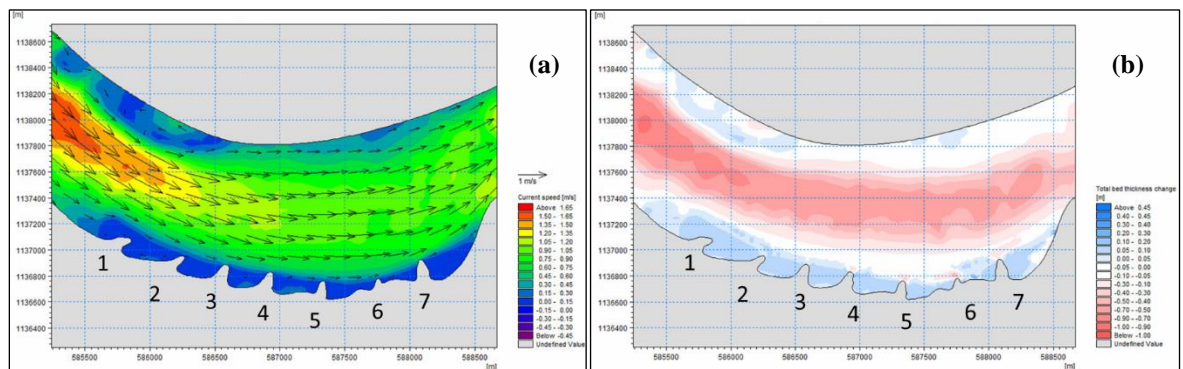 [m]
(a)
1138600
1138400
1138200
1138000
1137800
1137600
1137400
1137200
1137000
1136800
1136600
1136400
1
2
3
4
5
6
7
585500
586000
586500
587000
587500
588000
588500
[m]
1 m/s
Current speed [m/s]
Above 1.65
1.50 - 1.65
1.35 - 1.50
1.20 - 1.35
1.05 - 1.20
0.90 - 1.05
0.75 - 0.90
0.60 - 0.75
0.45 - 0.60
0.30 - 0.45
0.15 - 0.30
0.00 - 0.15
-0.15 - 0.00
-0.30 - -0.15
-0.45 - -0.30
Below -0.45
Undefined Value
[m]
(b)
1138600
1138400
1138200
1138000
1137800
1137600
1137400
1137200
1137000
1136800
1136600
1136400
1
2
3
4
5
6
7
585500
586000
586500
587000
587500
588000
588500
[m]
Total bed thickness change
[m]
Above 0.45
0.40 - 0.45
0.30 - 0.40
0.20 - 0.30
0.10 - 0.20
0.05 - 0.10
-0.05 - 0.05
-0.10 - -0.05
-0.30 - -0.10
-0.40 - -0.30
-0.50 - -0.40
-0.70 - -0.50
-0.80 - -0.70
-0.90 - -0.80
-1.00 - -0.90
Below -1.00
Undefined Value